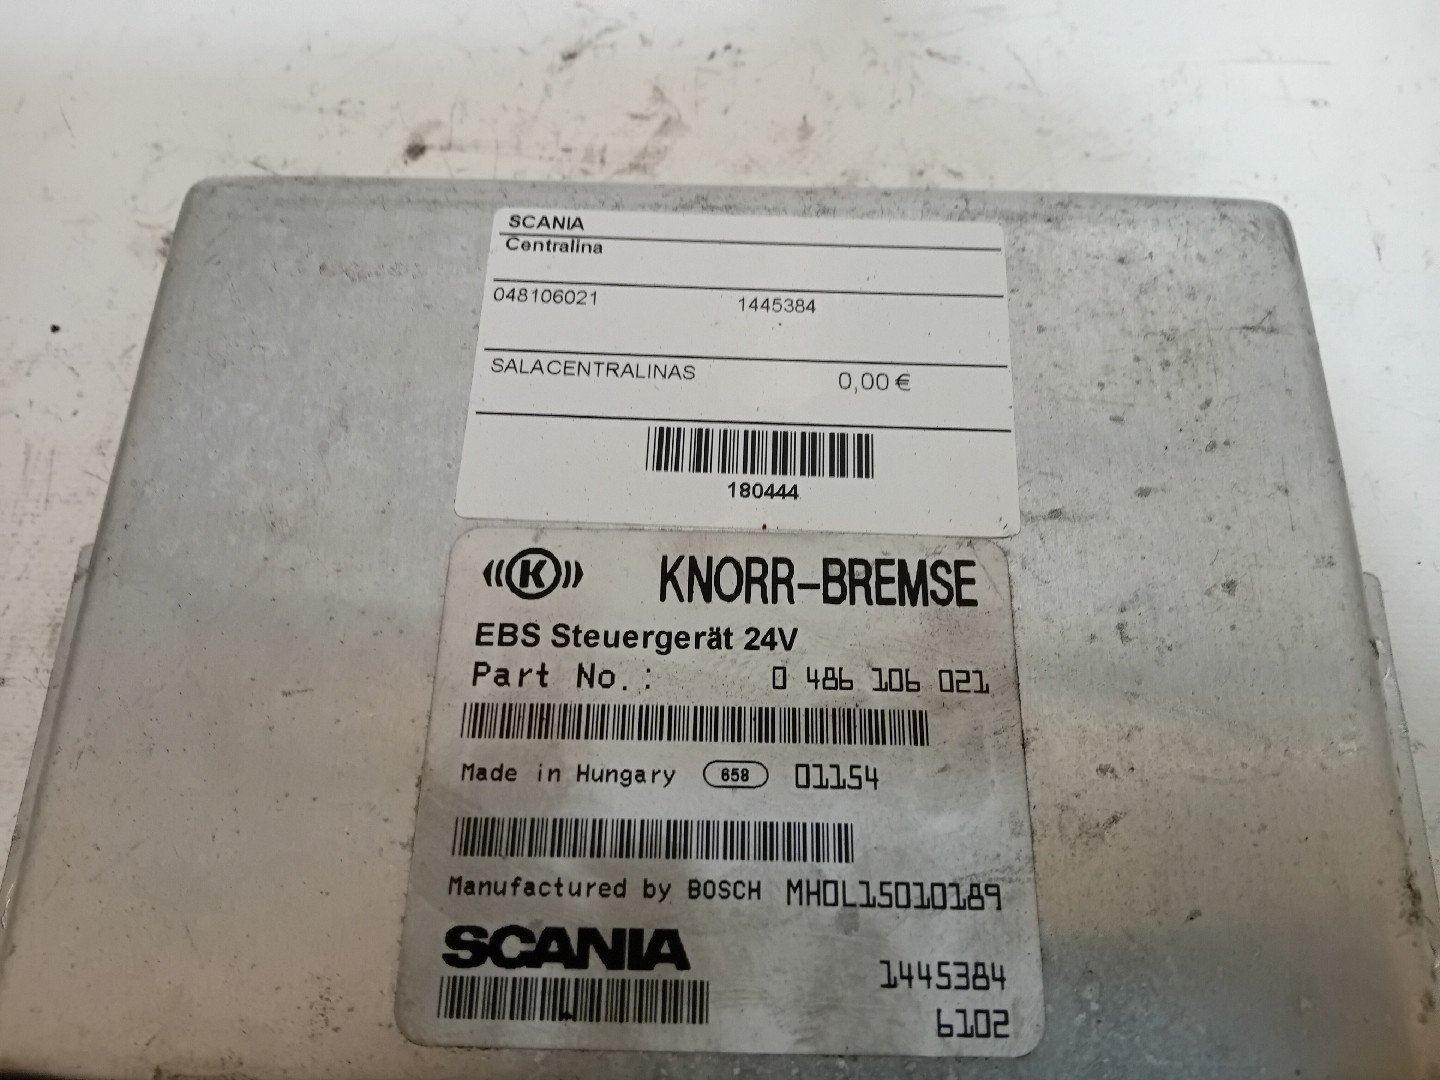 SCANIA
Centralina
048106021 1445384
SALACENTRALINAS 0,00 €
180444
K KNORR-BREMSE
EBS Steuergerät 24V
Part No. : 0 486 106 021
Made in Hungary 658 01154
Manufactured by BOSCH MHOL15010189
SCANIA
1445384
6102